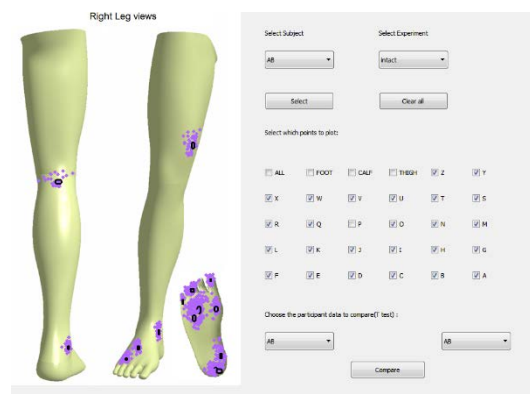 Right Leg views
Select Subject
Select Experiment
AB
Intact
Select
Clear all
Select which points to plot:
ALL FOOT CALF THIGH Z Y
X W V U T S
R Q P O N M
L K J I H G
F E D C B A
Choose the participant data to compare(T test) :
AB
AB
Compare